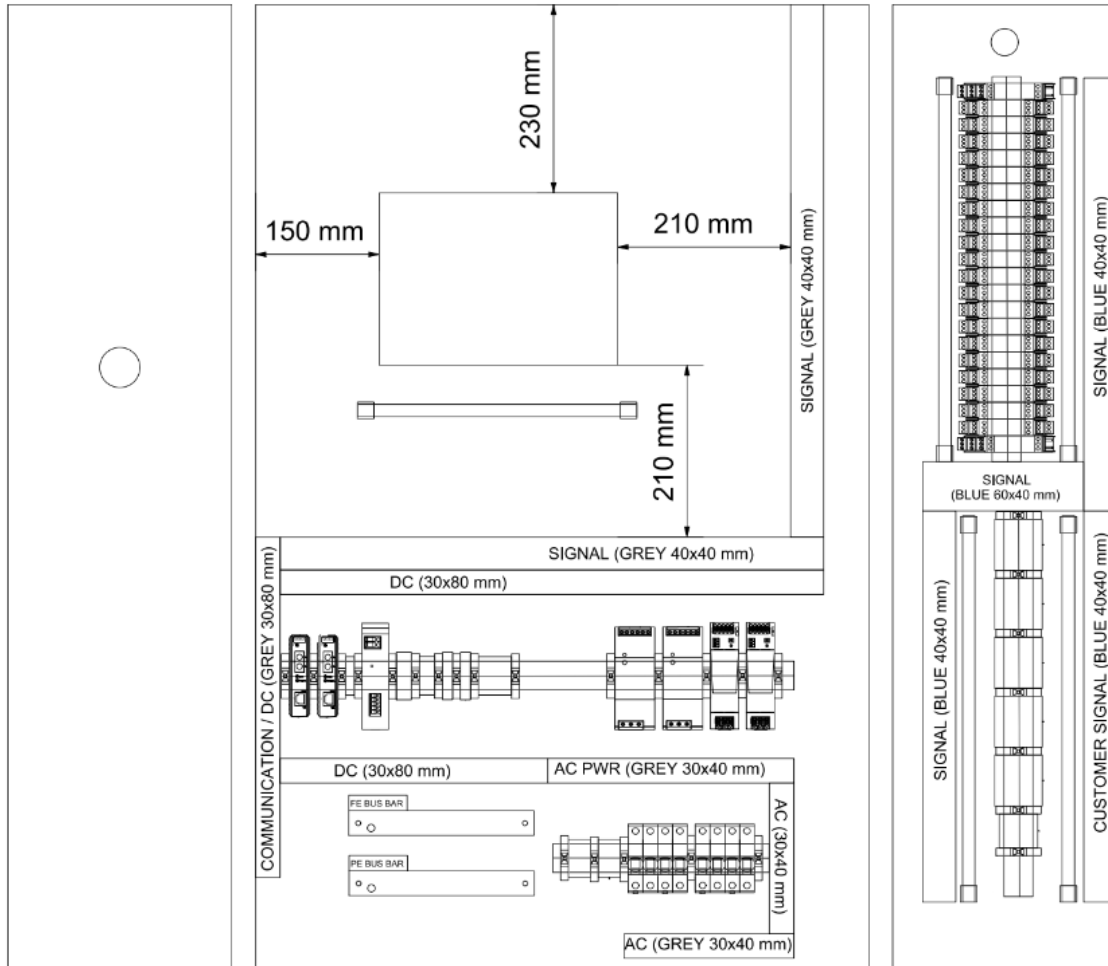 230 mm
150 mm
210 mm
SIGNAL (GREY 40x40 mm)
210 mm
SIGNAL (GREY 40x40 mm)
DC (30x80 mm)
COMMUNICATION / DC (GREY 30x80 mm)
DC (30x80 mm)
AC PWR (GREY 30x40 mm)
FE BUS BAR
PE BUS BAR
AC (30x40 mm)
AC (GREY 30x40 mm)
SIGNAL (BLUE 40x40 mm)
SIGNAL
(BLUE 60x40 mm)
SIGNAL (BLUE 40x40 mm)
CUSTOMER SIGNAL (BLUE 40x40 mm)